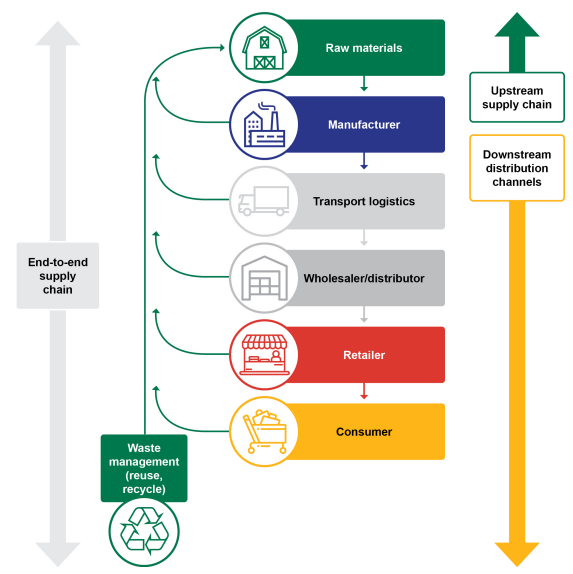 Raw materials
Upstream
supply chain
Manufacturer
Downstream
distribution
channels
Transport logistics
End-to-end
supply
chain
Wholesaler/distributor
Retailer
Consumer
Waste
management
(reuse,
recycle)